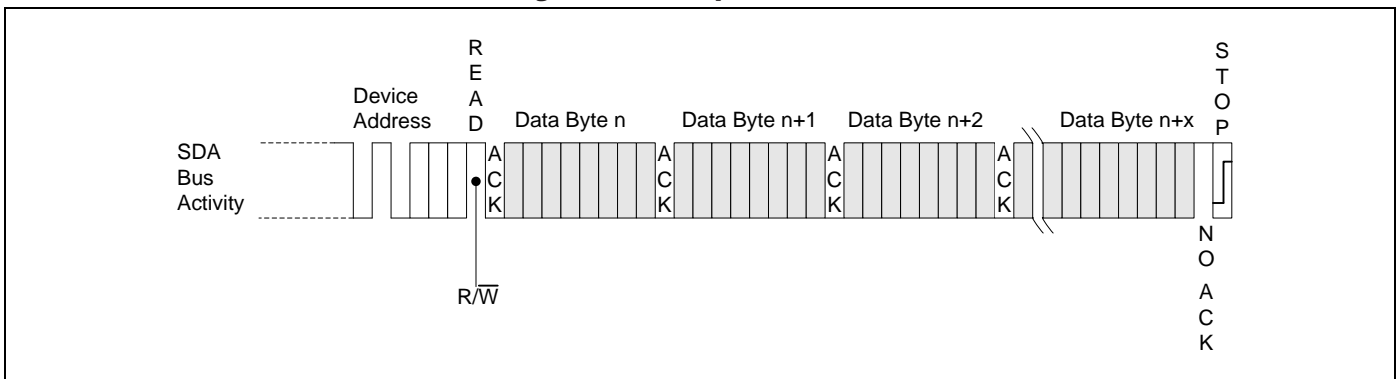 READ
STOP
Device
Address
Data Byte n
Data Byte n+1
Data Byte n+2
Data Byte n+x
SDA
Bus
Activity
ACK
ACK
ACK
ACK
R/W̅
NO ACK